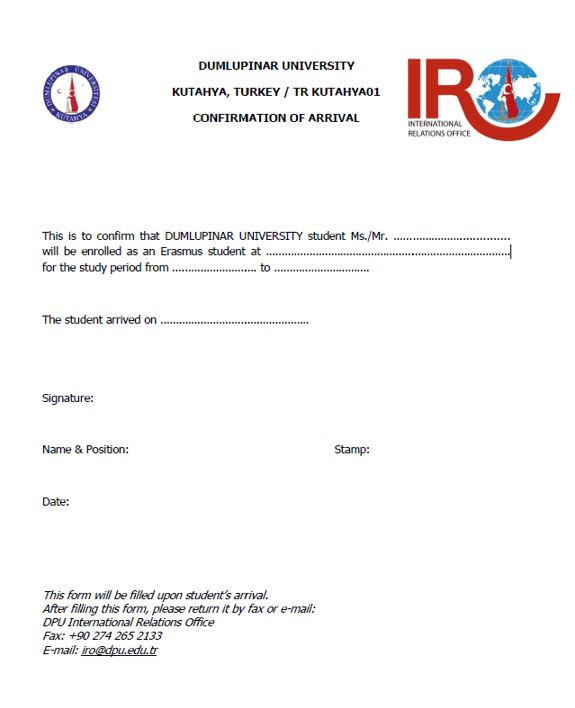 DUMLUPINAR UNIVERSITY
KUTAHYA, TURKEY / TR KUTAHYA01
CONFIRMATION OF ARRIVAL
DUMLUPINAR ÜNİVERSİTESİ
KÜTAHYA
IRO
INTERNATIONAL
RELATIONS OFFICE
This is to confirm that DUMLUPINAR UNIVERSITY student Ms./Mr. ....................................
will be enrolled as an Erasmus student at ...............................................................................
for the study period from .......................... to .............................
The student arrived on ...............................................
Signature:
Name & Position:
Stamp:
Date:
This form will be filled upon student's arrival.
After filling this form, please return it by fax or e-mail:
DPU International Relations Office
Fax: +90 274 265 2133
E-mail: iro@dpu.edu.tr